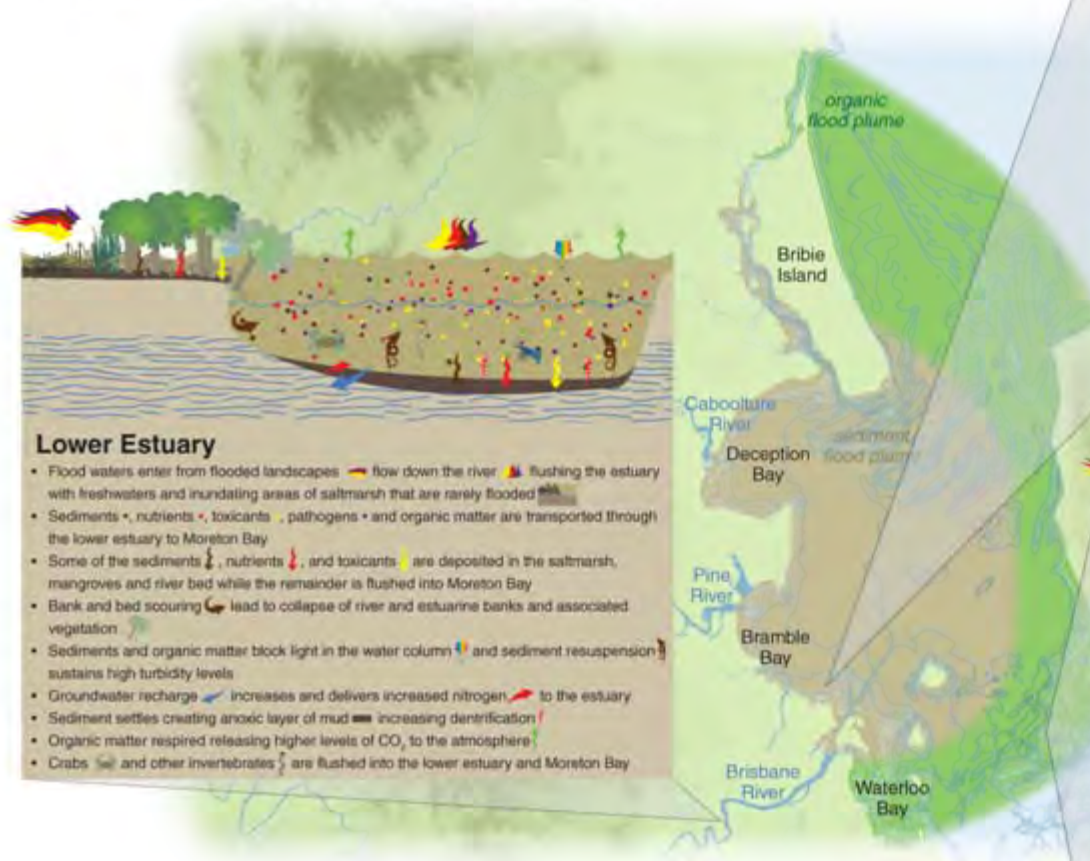 organic
flood plume
Bribie
Island
Caboolture
River
Deception
Bay
sediment
flood plume
Pine
River
Bramble
Bay
Brisbane
River
Waterloo
Bay
Lower Estuary
• Flood waters enter from flooded landscapes flow down the river flushing the estuary
with freshwaters and inundating areas of saltmarsh that are rarely flooded
• Sediments •, nutrients •, toxicants , pathogens • and organic matter are transported through
the lower estuary to Moreton Bay
• Some of the sediments , nutrients , and toxicants are deposited in the saltmarsh,
mangroves and river bed while the remainder is flushed into Moreton Bay
• Bank and bed scouring lead to collapse of river and estuarine banks and associated
vegetation
• Sediments and organic matter block light in the water column and sediment resuspension
sustains high turbidity levels
• Groundwater recharge increases and delivers increased nitrogen to the estuary
• Sediment settles creating anoxic layer of mud increasing dentrification
• Organic matter respired releasing higher levels of CO₂ to the atmosphere
• Crabs and other invertebrates are flushed into the lower estuary and Moreton Bay